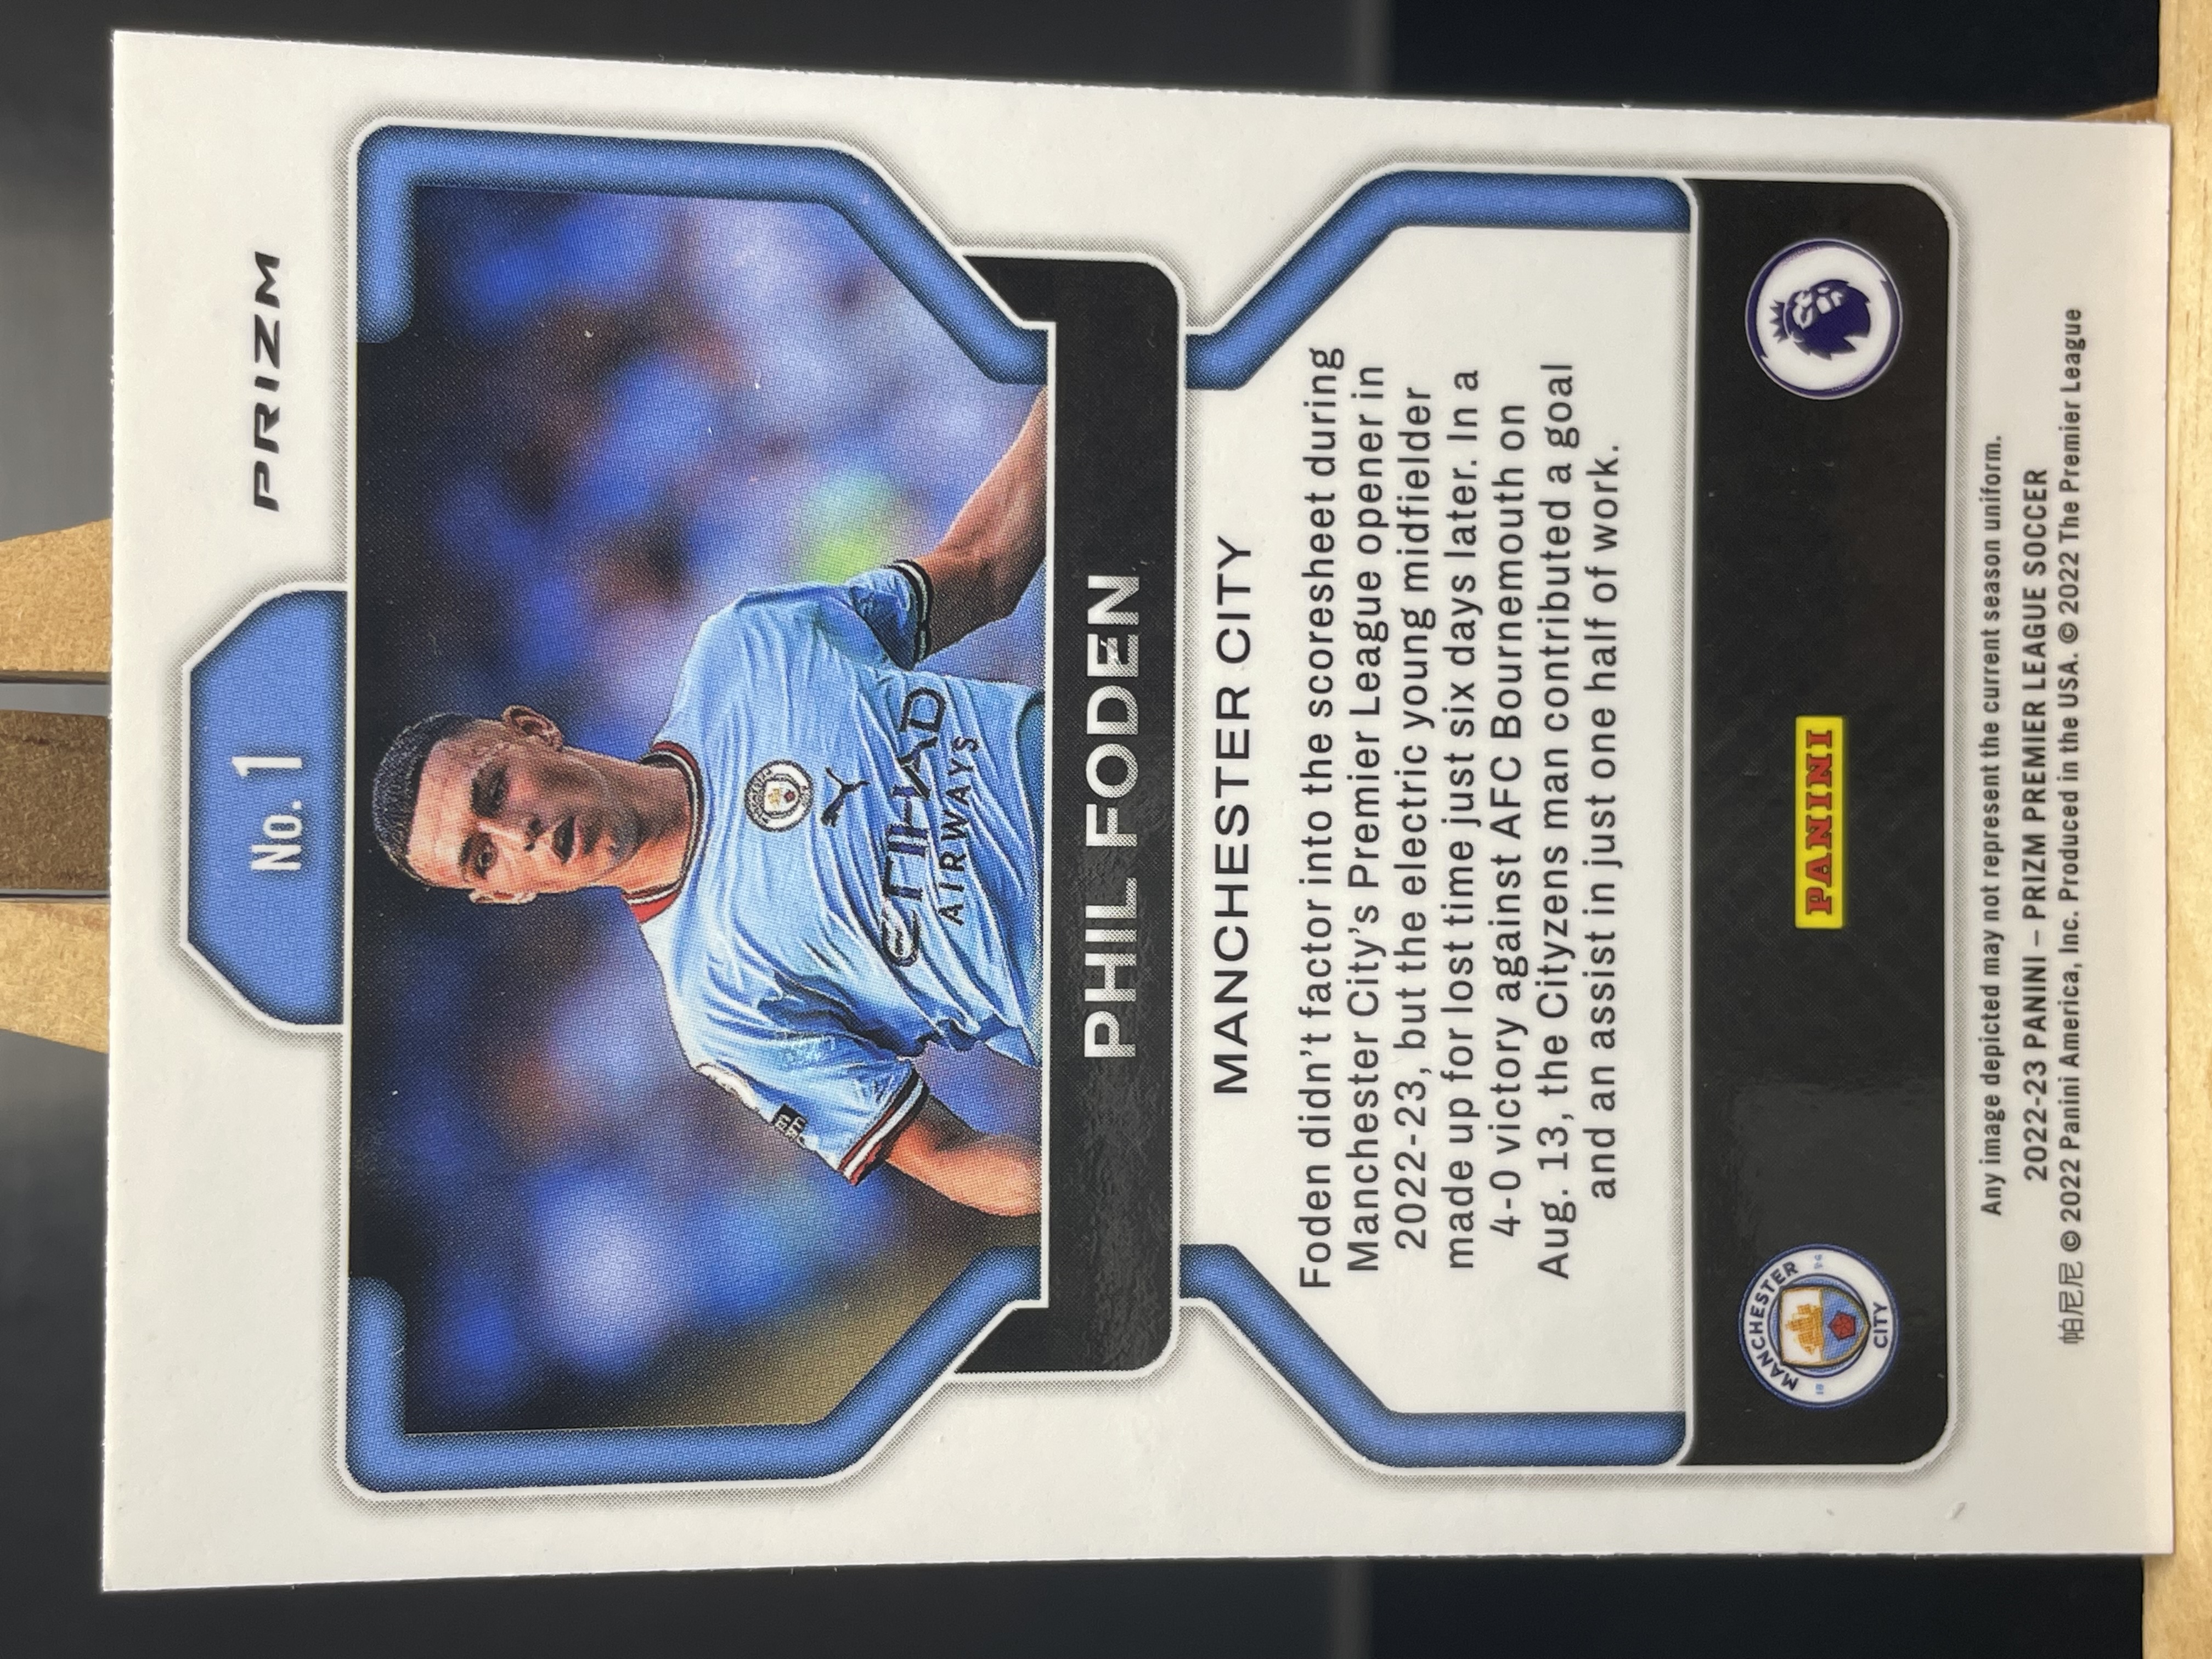 PRIZM
No. 1
ETIHAD
AIRWAYS
PHIL FODEN
MANCHESTER CITY
Foden didn't factor into the scoresheet during
Manchester City's Premier League opener in
2022-23, but the electric young midfielder
made up for lost time just six days later. In a
4-0 victory against AFC Bournemouth on
Aug. 13, the Cityzens man contributed a goal
and an assist in just one half of work.
MANCHESTER
18 94
CITY
PANINI
Any image depicted may not represent the current season uniform.
2022-23 PANINI – PRIZM PREMIER LEAGUE SOCCER
帕尼尼 © 2022 Panini America, Inc. Produced in the USA. © 2022 The Premier League